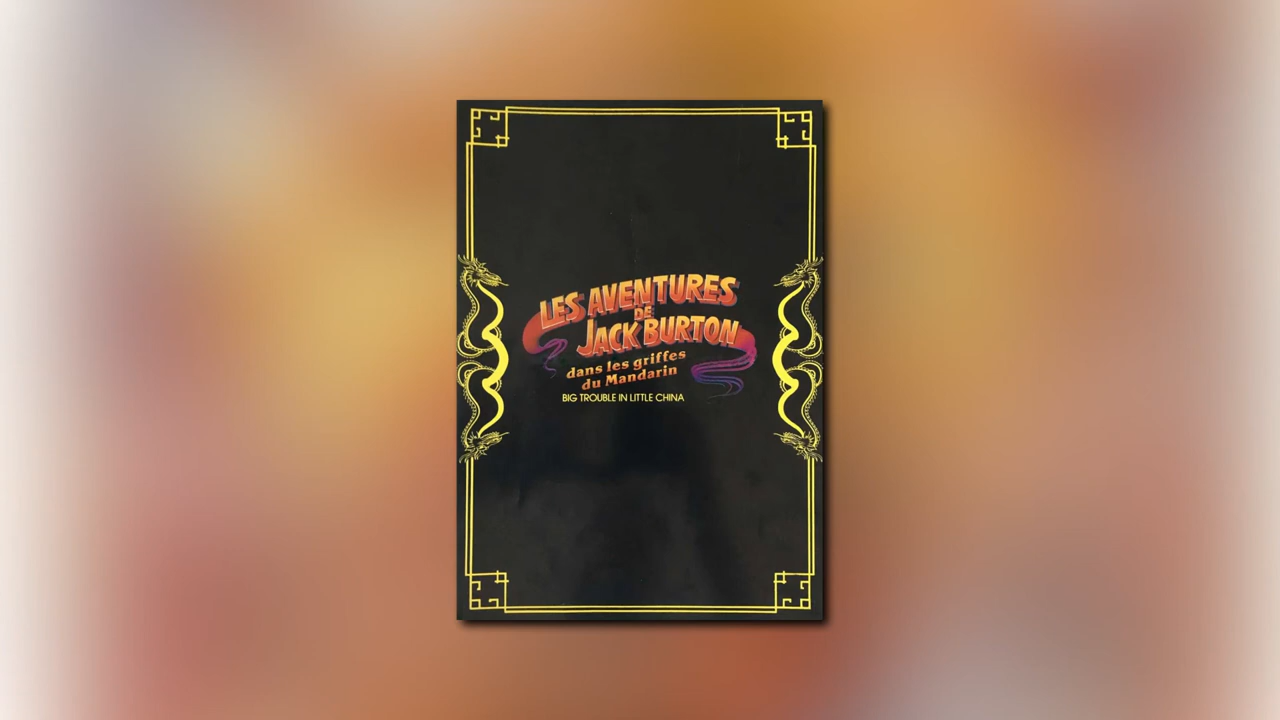 LES AVENTURES
DE
JACK BURTON
dans les griffes
du Mandarin
BIG TROUBLE IN LITTLE CHINA